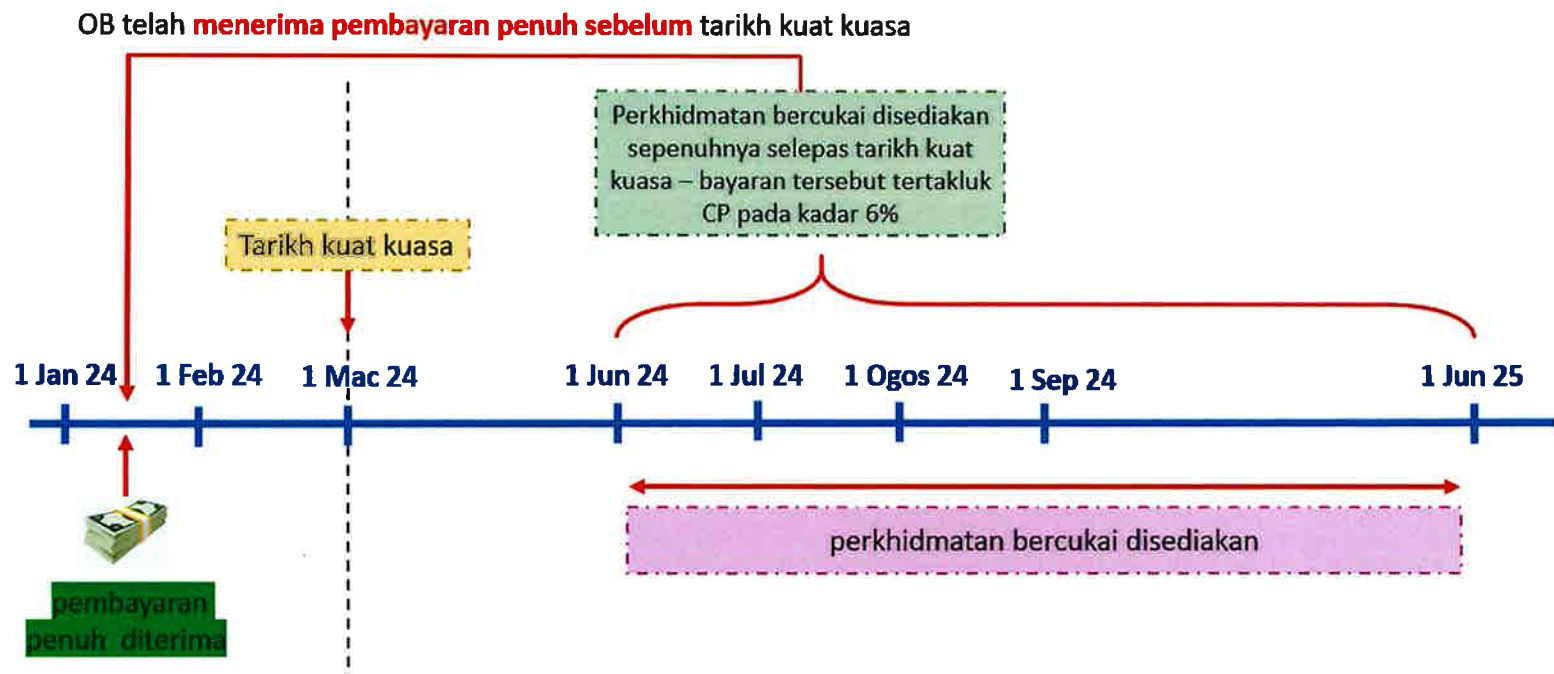 OB telah menerima pembayaran penuh sebelum tarikh kuat kuasa
Perkhidmatan bercukai disediakan
sepenuhnya selepas tarikh kuat
kuasa – bayaran tersebut tertakluk
CP pada kadar 6%
Tarikh kuat kuasa
1 Jan 24 1 Feb 24 1 Mac 24 1 Jun 24 1 Jul 24 1 Ogos 24 1 Sep 24 1 Jun 25
perkhidmatan bercukai disediakan
pembayaran
penuh diterima